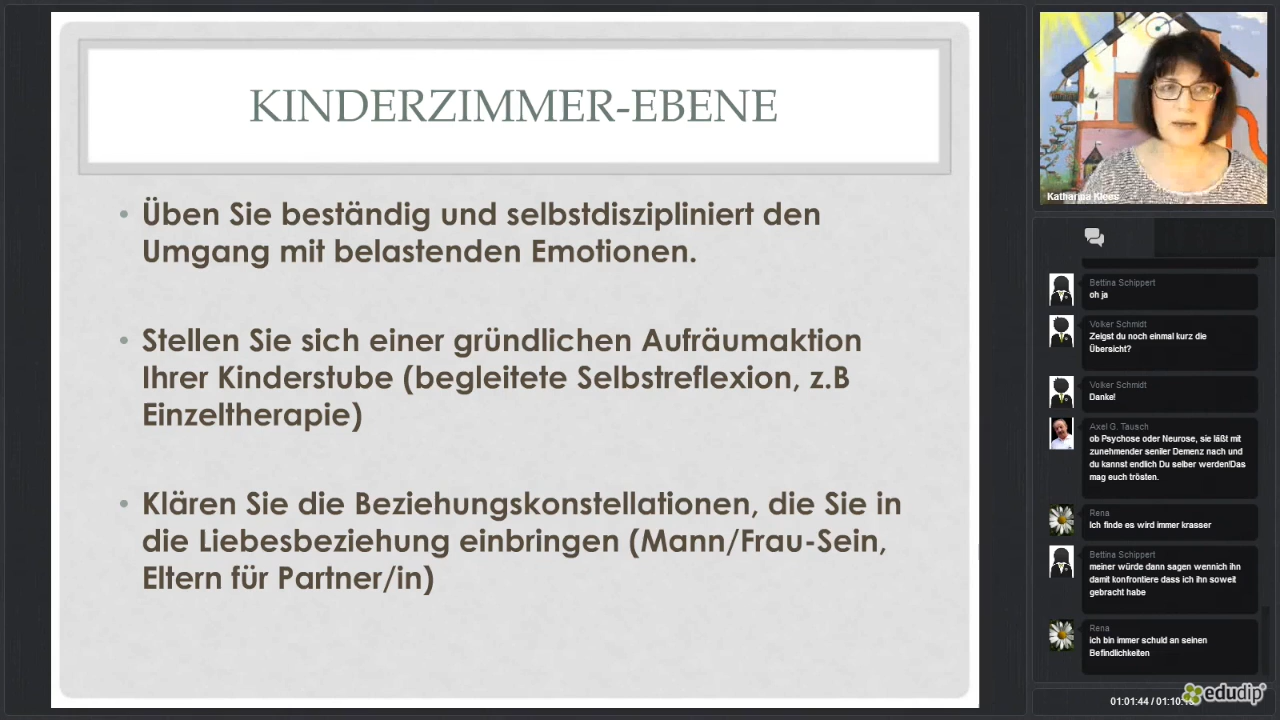 KINDERZIMMER-EBENE
• Üben Sie beständig und selbstdiszipliniert den
Umgang mit belastenden Emotionen.
• Stellen Sie sich einer gründlichen Aufräumaktion
Ihrer Kinderstube (begleitete Selbstreflexion, z.B
Einzeltherapie)
• Klären Sie die Beziehungskonstellationen, die Sie in
die Liebesbeziehung einbringen (Mann/Frau-Sein,
Eltern für Partner/in)
Katharina Klees
Bettina Schippert
oh ja
Volker Schmidt
Zeigst du noch einmal kurz die
Übersicht?
Volker Schmidt
Danke!
Axel G. Tausch
ob Psychose oder Neurose, sie läßt mit
zunehmender seniler Demenz nach und
du kannst endlich Du selber werden!Das
mag euch trösten.
Rena
Ich finde es wird immer krasser
Bettina Schippert
meiner würde dann sagen wennich ihn
damit konfrontiere dass ich ihn soweit
gebracht habe
Rena
ich bin immer schuld an seinen
Befindlichkeiten
01:01:44 / 01:10:
edudip